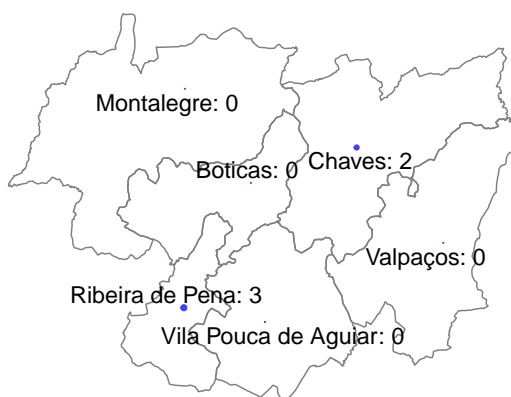 Montalegre: 0
Boticas: 0
Chaves: 2
Valpaços: 0
Ribeira de Pena: 3
Vila Pouca de Aguiar: 0